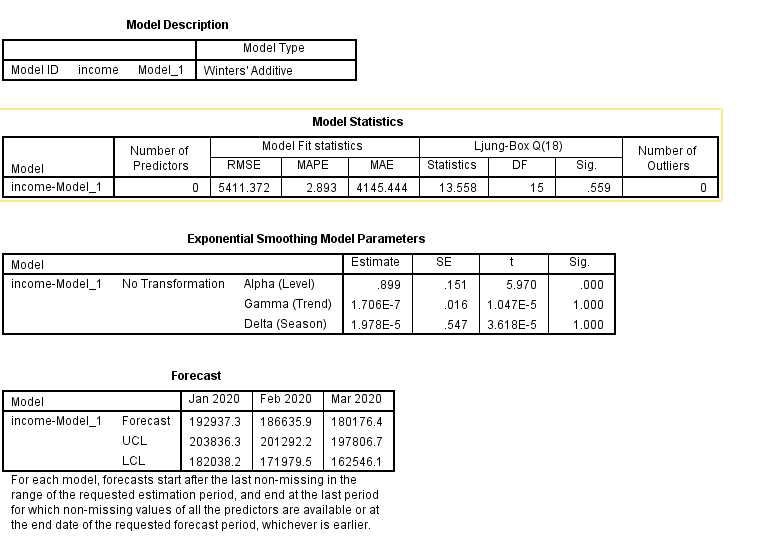 Model Description
Model Type
Model ID income Model_1 Winters' Additive
Model Statistics
Model Number of Predictors Model Fit statistics Ljung-Box Q(18) Number of Outliers
RMSE MAPE MAE Statistics DF Sig.
income-Model_1 0 5411.372 2.893 4145.444 13.558 15 .559 0
Exponential Smoothing Model Parameters
Model Estimate SE t Sig.
income-Model_1 No Transformation Alpha (Level) .899 .151 5.970 .000
Gamma (Trend) 1.706E-7 .016 1.047E-5 1.000
Delta (Season) 1.978E-5 .547 3.618E-5 1.000
Forecast
Model Jan 2020 Feb 2020 Mar 2020
income-Model_1 Forecast 192937.3 186635.9 180176.4
UCL 203836.3 201292.2 197806.7
LCL 182038.2 171979.5 162546.1
For each model, forecasts start after the last non-missing in the
range of the requested estimation period, and end at the last period
for which non-missing values of all the predictors are available or at
the end date of the requested forecast period, whichever is earlier.